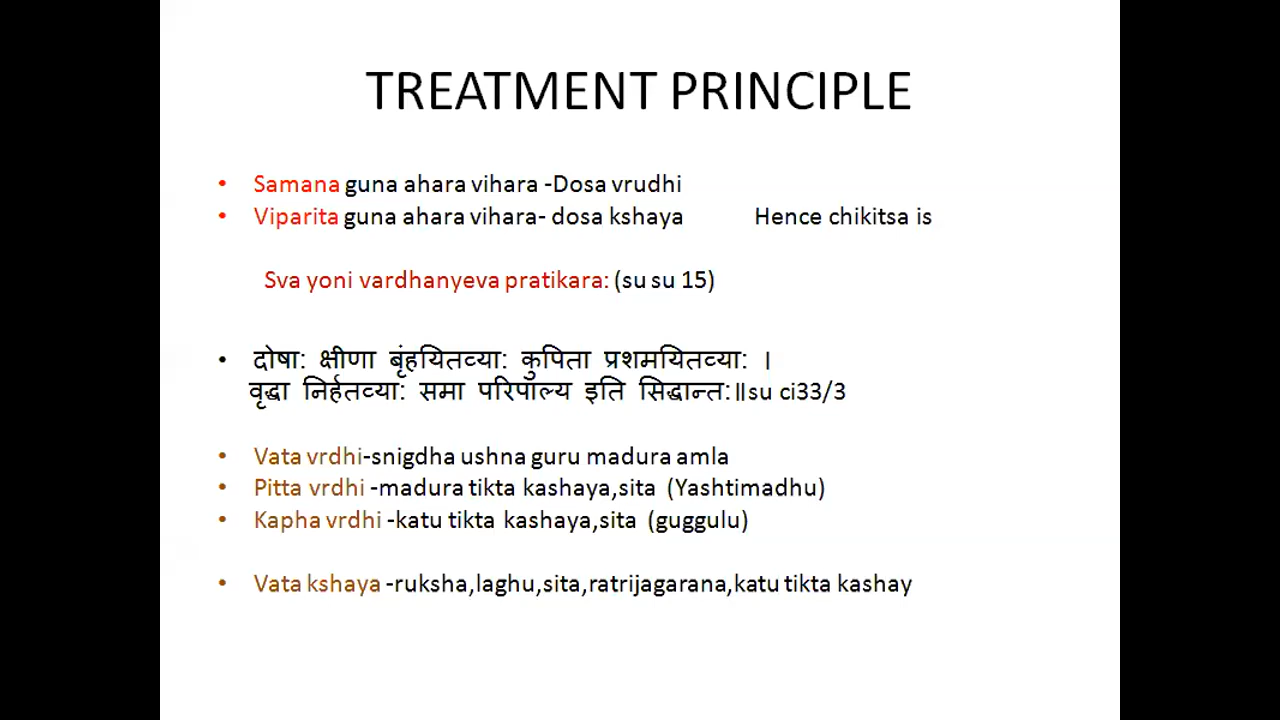 TREATMENT PRINCIPLE
• Samana guna ahara vihara -Dosa vrudhi
• Viparita guna ahara vihara- dosa kshaya Hence chikitsa is
Sva yoni vardhanyeva pratikara: (su su 15)
• दोषा: क्षीणा बृंहयितव्या: कुपिता प्रशमयितव्या: ।
वृद्धा निर्हतव्या: समा परिपाल्य इति सिद्धान्त:॥su ci33/3
• Vata vrdhi-snigdha ushna guru madura amla
• Pitta vrdhi -madura tikta kashaya,sita (Yashtimadhu)
• Kapha vrdhi -katu tikta kashaya,sita (guggulu)
• Vata kshaya -ruksha,laghu,sita,ratrijagarana,katu tikta kashay